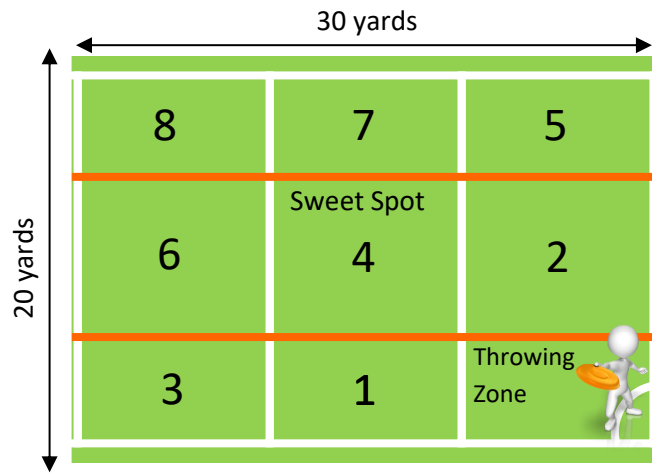 30 yards
20 yards
8 7 5
Sweet Spot
6 4 2
Throwing
Zone
3 1